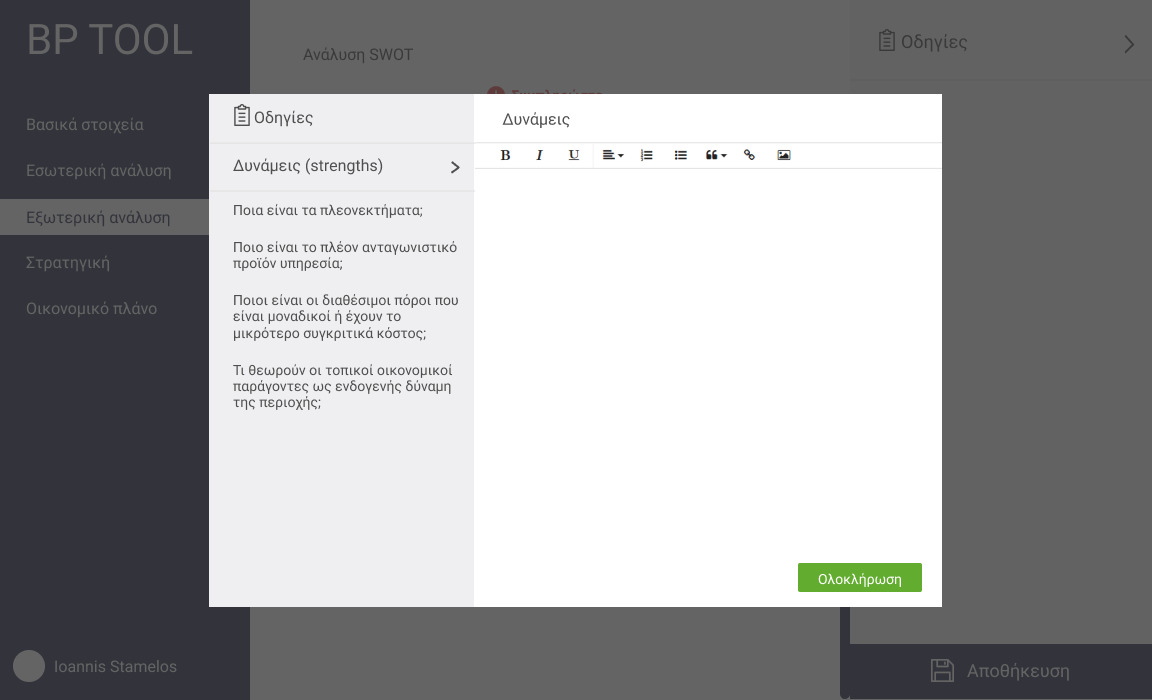 BP TOOL
Βασικά στοιχεία
Εσωτερική ανάλυση
Εξωτερική ανάλυση
Στρατηγική
Οικονομικό πλάνο
Ioannis Stamelos
Ανάλυση SWOT
Οδηγίες
Οδηγίες
Δυνάμεις (strengths)
Ποια είναι τα πλεονεκτήματα;
Ποιο είναι το πλέον ανταγωνιστικό
προϊόν υπηρεσία;
Ποιοι είναι οι διαθέσιμοι πόροι που
είναι μοναδικοί ή έχουν το
μικρότερο συγκριτικά κόστος;
Τι θεωρούν οι τοπικοί οικονομικοί
παράγοντες ως ενδογενής δύναμη
της περιοχής;
Δυνάμεις
B I U
Ολοκλήρωση
Αποθήκευση